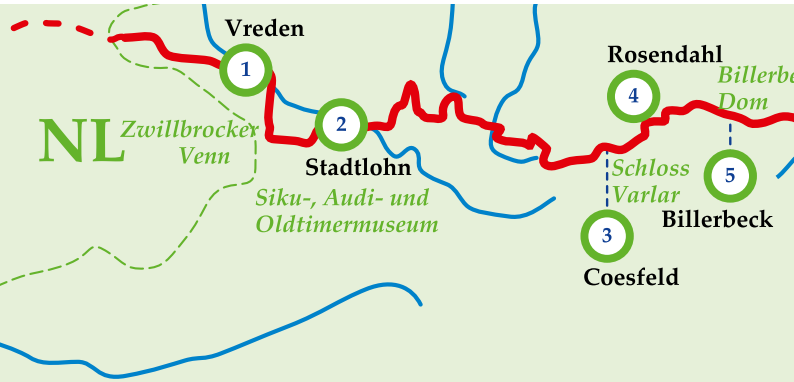 Vreden
1
Rosendahl
4
Billerbe
Dom
NL
Zwillbrocker
Venn
2
Stadtlohn
Siku-, Audi- und
Oldtimermuseum
Schloss
Varlar
5
Billerbeck
3
Coesfeld